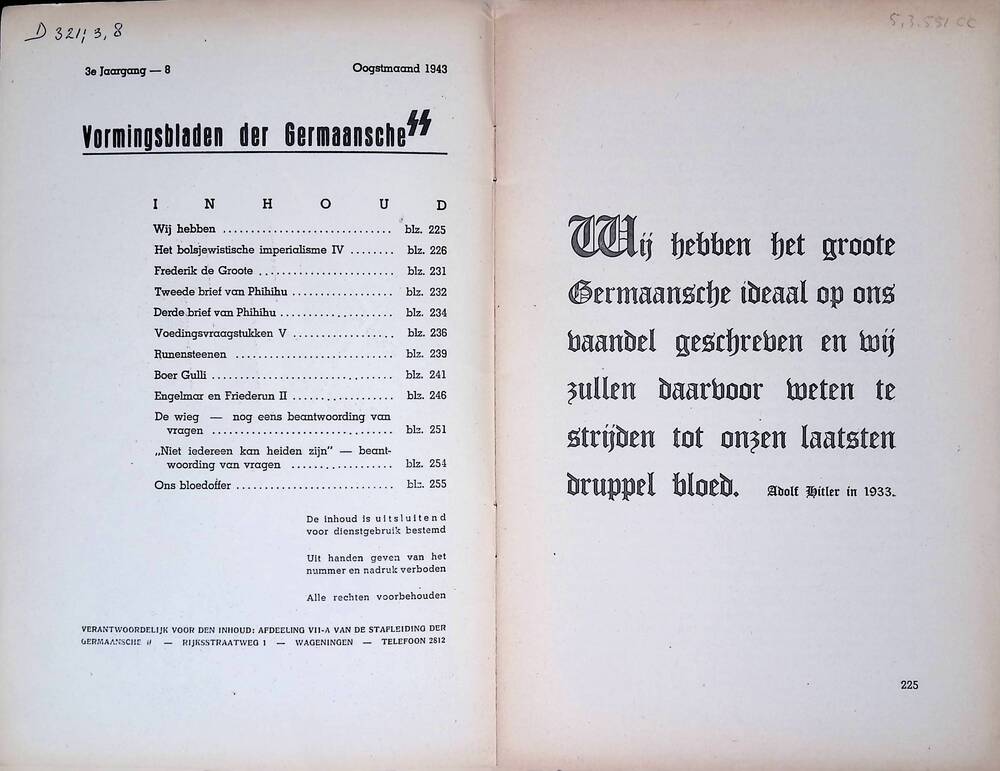 D 321; 3, 8
3e Jaargang — 8 Oogstmaand 1943
Vormingsbladen der Germaansche SS
INHOUD
Wij hebben .............................. blz. 225
Het bolsjewistische imperialisme IV ........ blz. 226
Frederik de Groote ........................ blz. 231
Tweede brief van Phihihu .................. blz. 232
Derde brief van Phihihu .................... blz. 234
Voedingsvraagstukken V .................. blz. 236
Runensteenen ............................ blz. 239
Boer Gulli ................................ blz. 241
Engelmar en Friederun II .................. blz. 246
De wieg — nog eens beantwoording van
vragen ................................ blz. 251
„Niet iedereen kan heiden zijn" — beant-
woording van vragen .................. blz. 254
Ons bloedoffer ............................ blz. 255
De inhoud is uitsluitend
voor dienstgebruik bestemd
Uit handen geven van het
nummer en nadruk verboden
Alle rechten voorbehouden
VERANTWOORDELIJK VOOR DEN INHOUD: AFDEELING VII-A VAN DE STAFLEIDING DER
GERMAANSCHE SS — RIJKSSTRAATWEG 1 — WAGENINGEN — TELEFOON 2812
5.3.551 CC
Wij hebben het groote
Germaansche ideaal op ons
vaandel geschreven en wij
zullen daarvoor weten te
strijden tot onzen laatsten
druppel bloed. Adolf Hitler in 1933.
225